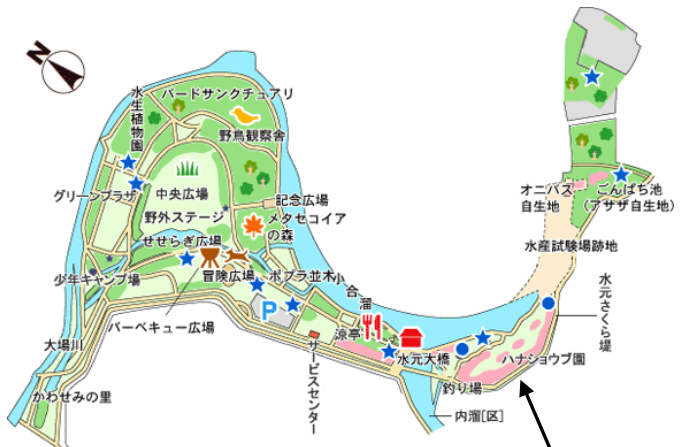 N
バードサンクチュアリ
水生植物園
野鳥観察舎
グリーンプラザ
中央広場
野外ステージ
記念広場
メタセコイア
の森
オニバス
自生地
ごんぱち池
(アサザ自生地)
せせらぎ広場
水産試験場跡地
少年キャンプ場
冒険広場
ポプラ並木
小合溜
水元さくら堤
P
バーベキュー広場
涼亭
大場川
サービスセンター
水元大橋
ハナショウブ園
釣り場
かわせみの里
内溜[区]